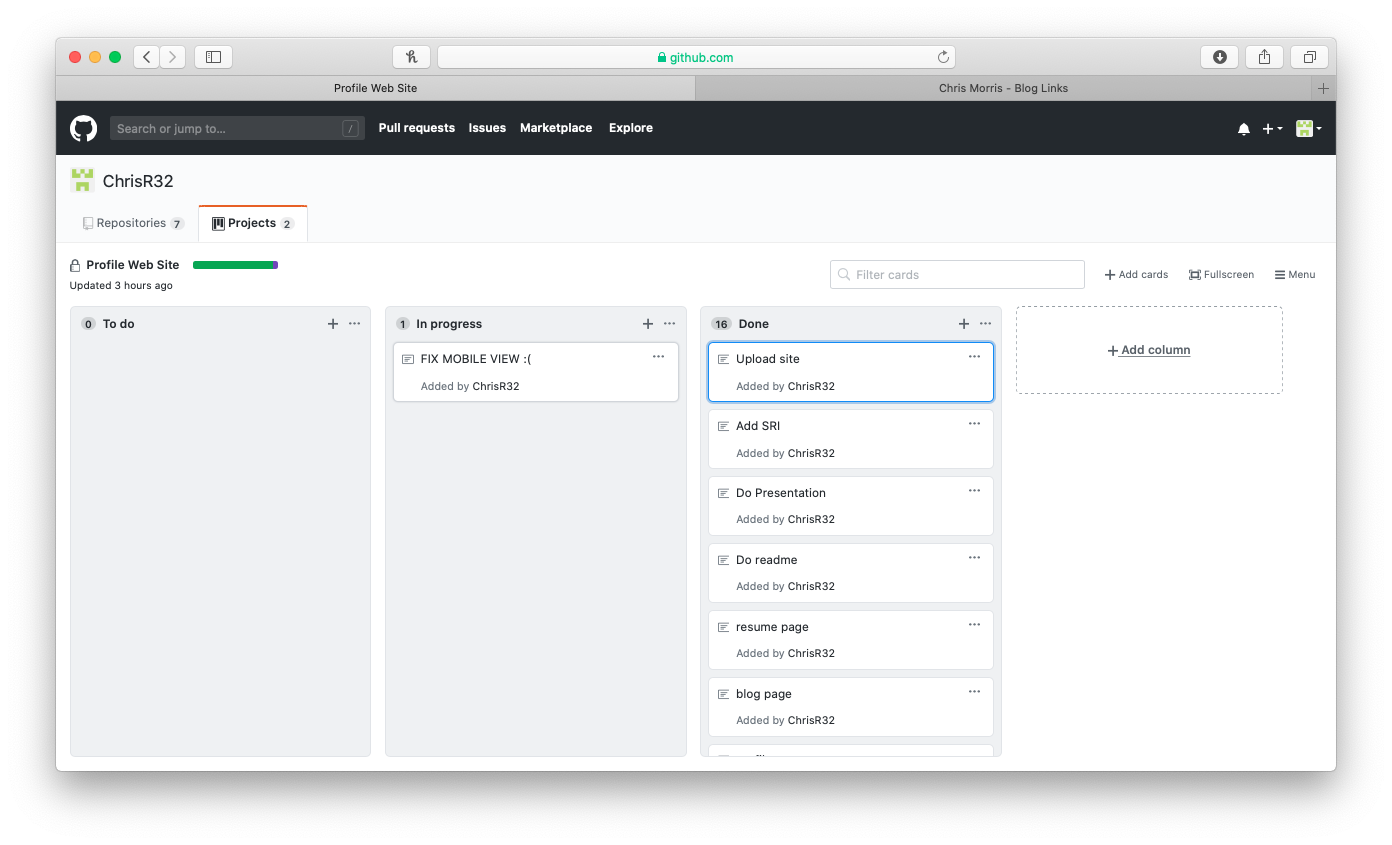 github.com
Profile Web Site
Chris Morris - Blog Links
Search or jump to...
/
Pull requests
Issues
Marketplace
Explore
ChrisR32
Repositories 7
Projects 2
Profile Web Site
Updated 3 hours ago
Filter cards
Add cards
Fullscreen
Menu
0 To do
1 In progress
FIX MOBILE VIEW :(
Added by ChrisR32
16 Done
Upload site
Added by ChrisR32
Add SRI
Added by ChrisR32
Do Presentation
Added by ChrisR32
Do readme
Added by ChrisR32
resume page
Added by ChrisR32
blog page
Added by ChrisR32
Add column